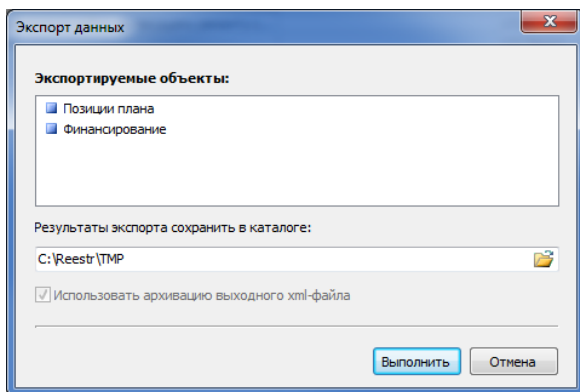 Экспорт данных
Экспортируемые объекты:
Позиции плана
Финансирование
Результаты экспорта сохранить в каталоге:
C:\Reestr\TMP
Использовать архивацию выходного xml-файла
Выполнить
Отмена